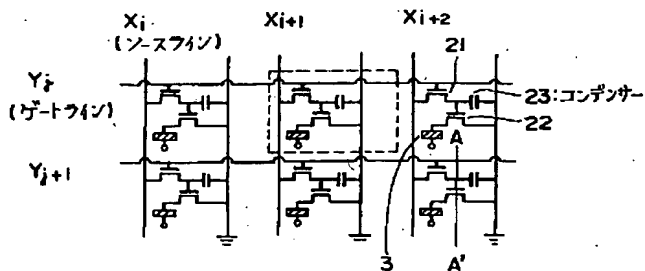 Xi Xi+1 Xi+2
(ソースライン)
21
Yj
(ゲートライン)
23:コンデンサー
22
A
Yj+1
3
A'